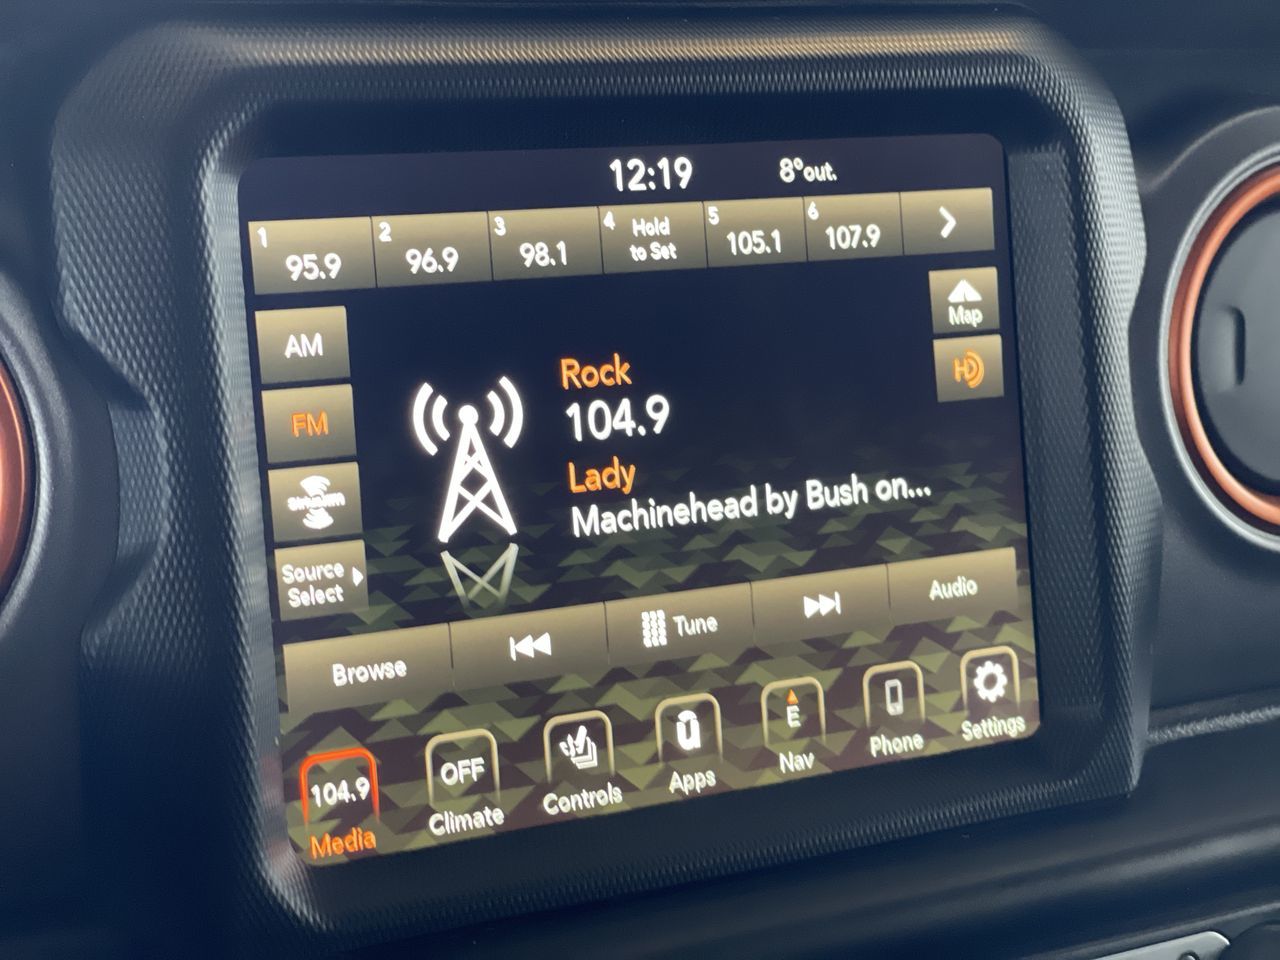 12:19 8°out.
1 95.9 2 96.9 3 98.1 4 Hold to Set 5 105.1 6 107.9
Map
AM
HD
Rock
FM
104.9
Lady
SiriusXM
Machinehead by Bush on...
Source
Select
Browse Tune Audio
104.9 OFF E
Media Climate Controls Apps Nav Phone Settings